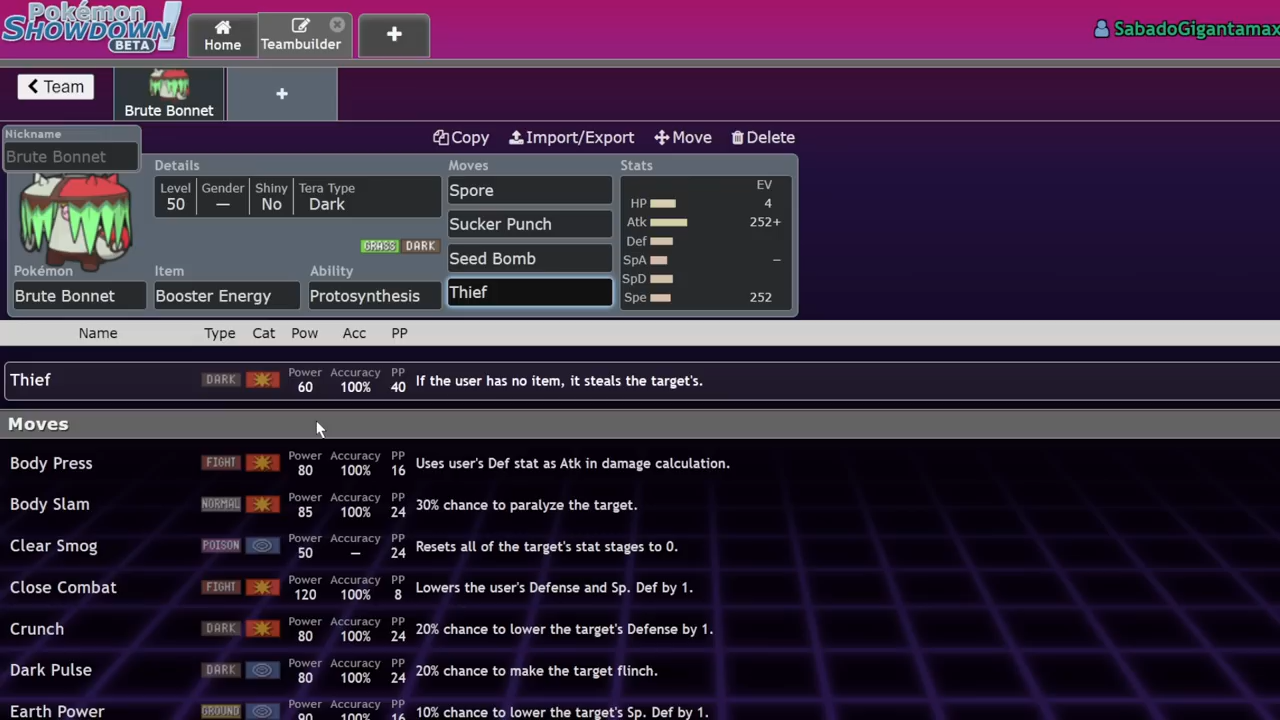 Pokémon
SHOWDOWN!
BETA
Home
Teambuilder
+
SabadoGigantamax
< Team
Brute Bonnet
+
Nickname
Brute Bonnet
Copy Import/Export Move Delete
Details
Level Gender Shiny Tera Type
50 — No Dark
GRASS DARK
Pokémon Item Ability
Brute Bonnet Booster Energy Protosynthesis
Moves
Spore
Sucker Punch
Seed Bomb
Thief
Stats
EV
HP 4
Atk 252+
Def
SpA –
SpD
Spe 252
Name Type Cat Pow Acc PP
Thief DARK Power 60 Accuracy 100% PP 40 If the user has no item, it steals the target's.
Moves
Body Press FIGHT Power 80 Accuracy 100% PP 16 Uses user's Def stat as Atk in damage calculation.
Body Slam NORMAL Power 85 Accuracy 100% PP 24 30% chance to paralyze the target.
Clear Smog POISON Power 50 Accuracy — PP 24 Resets all of the target's stat stages to 0.
Close Combat FIGHT Power 120 Accuracy 100% PP 8 Lowers the user's Defense and Sp. Def by 1.
Crunch DARK Power 80 Accuracy 100% PP 24 20% chance to lower the target's Defense by 1.
Dark Pulse DARK Power 80 Accuracy 100% PP 24 20% chance to make the target flinch.
Earth Power GROUND Power 90 Accuracy 100% PP 16 10% chance to lower the target's Sp. Def by 1.